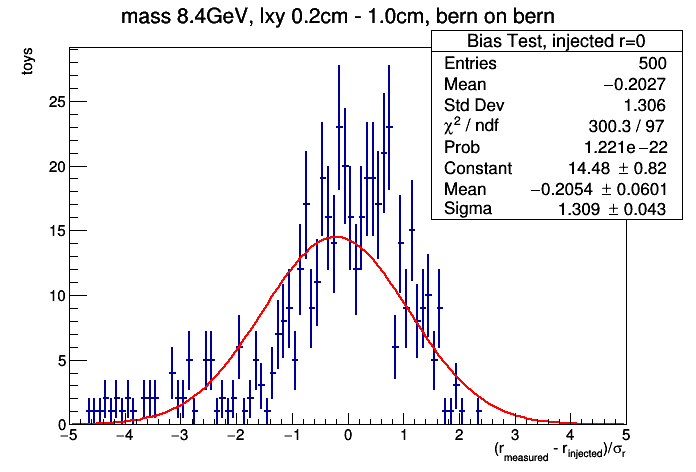 mass 8.4GeV, lxy 0.2cm - 1.0cm, bern on bern
Bias Test, injected r=0
Entries 500
Mean −0.2027
Std Dev 1.306
χ² / ndf 300.3 / 97
Prob 1.221e−22
Constant 14.48 ± 0.82
Mean −0.2054 ± 0.0601
Sigma 1.309 ± 0.043
toys
25
20
15
10
5
0
−5 −4 −3 −2 −1 0 1 2 3 4 5
(r_measured - r_injected)/σ_r